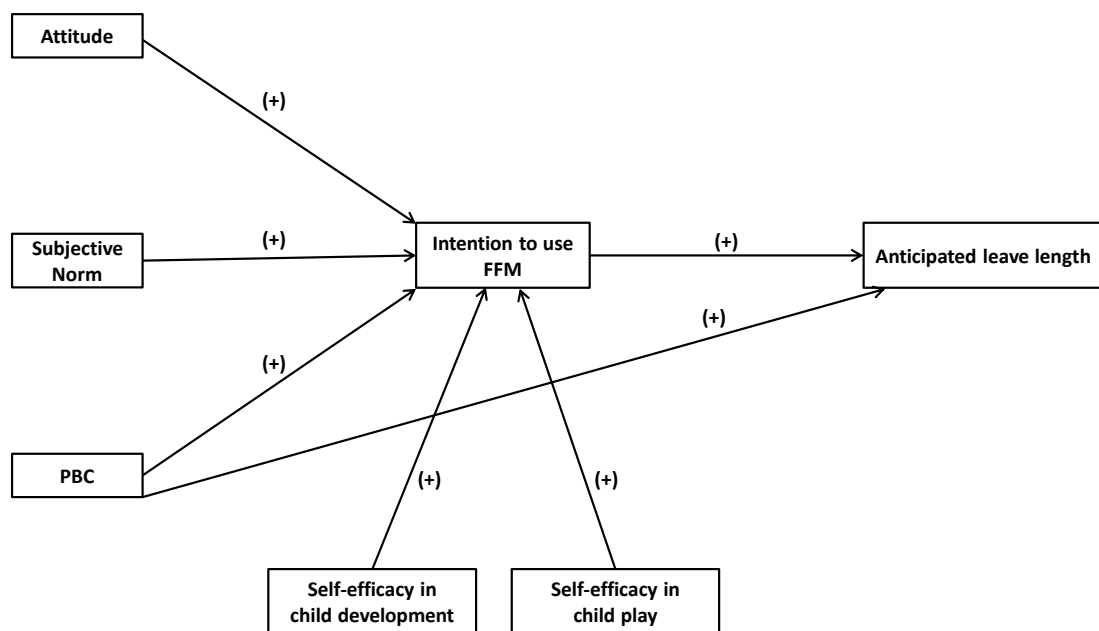 Attitude
(+)
Subjective
Norm
(+)
Intention to use
FFM
(+)
Anticipated leave length
(+)
(+)
PBC
(+)
(+)
Self-efficacy in
child development
Self-efficacy in
child play